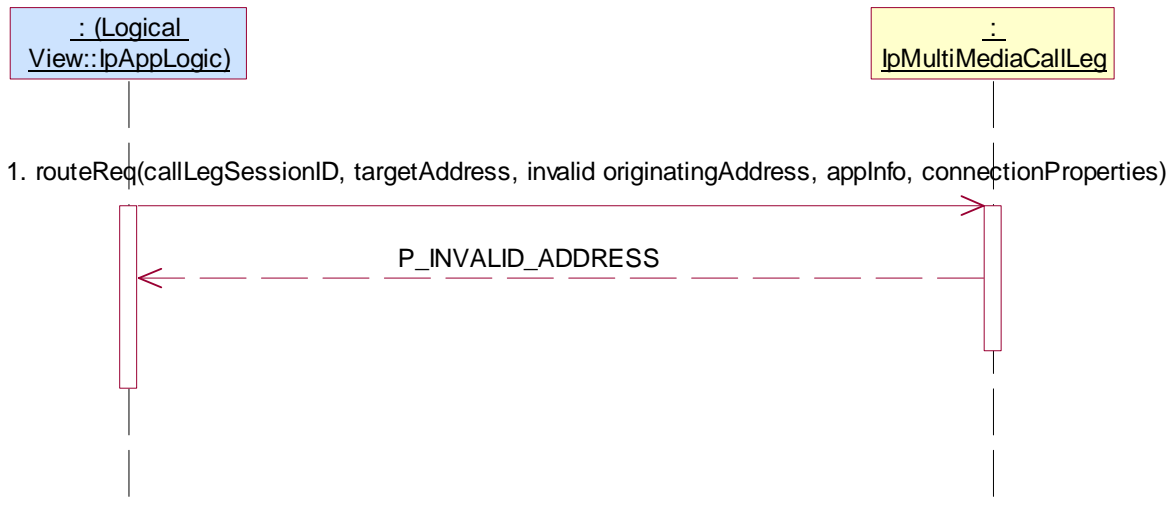 : (Logical
View::IpAppLogic)
:
IpMultiMediaCallLeg
1. routeReq(callLegSessionID, targetAddress, invalid originatingAddress, appInfo, connectionProperties)
P_INVALID_ADDRESS